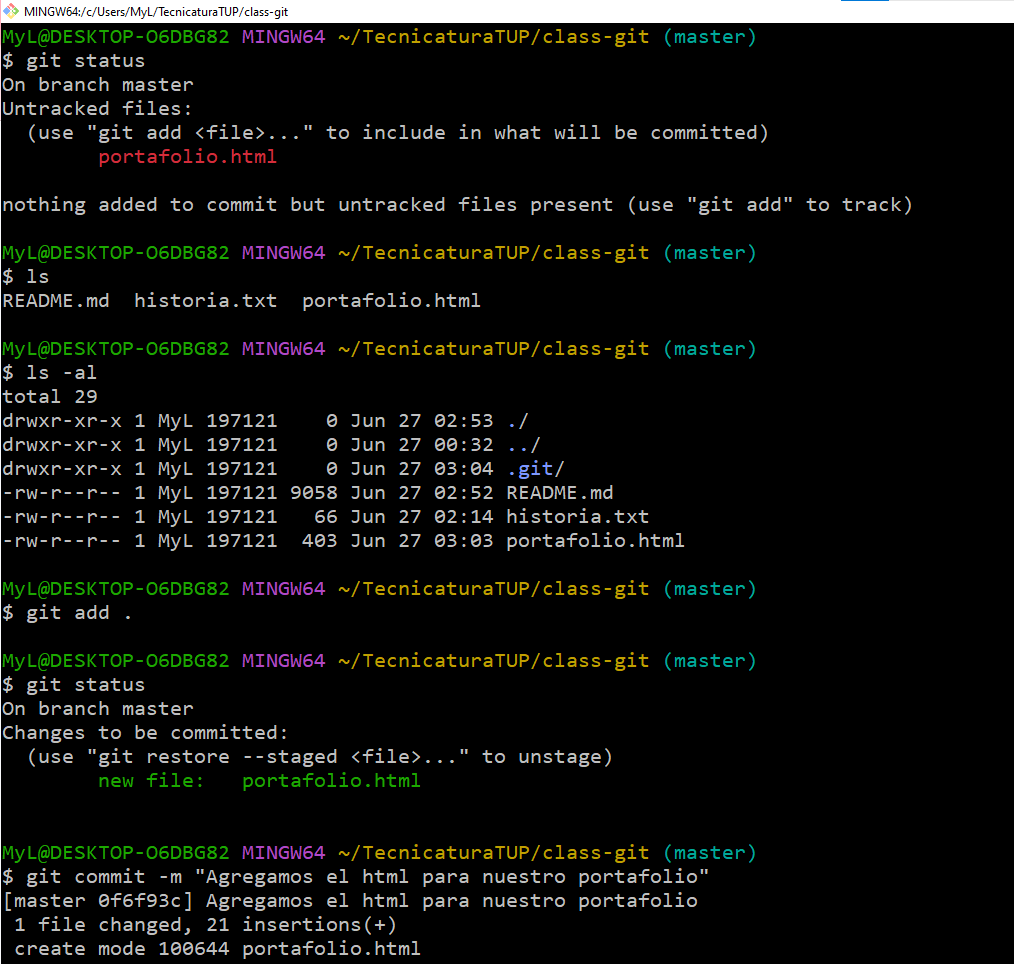 MINGW64:/c/Users/MyL/TecnicaturaTUP/class-git
MyL@DESKTOP-O6DBG82 MINGW64 ~/TecnicaturaTUP/class-git (master)
$ git status
On branch master
Untracked files:
  (use "git add <file>..." to include in what will be committed)
        portafolio.html

nothing added to commit but untracked files present (use "git add" to track)

MyL@DESKTOP-O6DBG82 MINGW64 ~/TecnicaturaTUP/class-git (master)
$ ls
README.md  historia.txt  portafolio.html

MyL@DESKTOP-O6DBG82 MINGW64 ~/TecnicaturaTUP/class-git (master)
$ ls -al
total 29
drwxr-xr-x 1 MyL 197121    0 Jun 27 02:53 ./
drwxr-xr-x 1 MyL 197121    0 Jun 27 00:32 ../
drwxr-xr-x 1 MyL 197121    0 Jun 27 03:04 .git/
-rw-r--r-- 1 MyL 197121 9058 Jun 27 02:52 README.md
-rw-r--r-- 1 MyL 197121   66 Jun 27 02:14 historia.txt
-rw-r--r-- 1 MyL 197121  403 Jun 27 03:03 portafolio.html

MyL@DESKTOP-O6DBG82 MINGW64 ~/TecnicaturaTUP/class-git (master)
$ git add .

MyL@DESKTOP-O6DBG82 MINGW64 ~/TecnicaturaTUP/class-git (master)
$ git status
On branch master
Changes to be committed:
  (use "git restore --staged <file>..." to unstage)
        new file:   portafolio.html

MyL@DESKTOP-O6DBG82 MINGW64 ~/TecnicaturaTUP/class-git (master)
$ git commit -m "Agregamos el html para nuestro portafolio"
[master 0f6f93c] Agregamos el html para nuestro portafolio
 1 file changed, 21 insertions(+)
 create mode 100644 portafolio.html